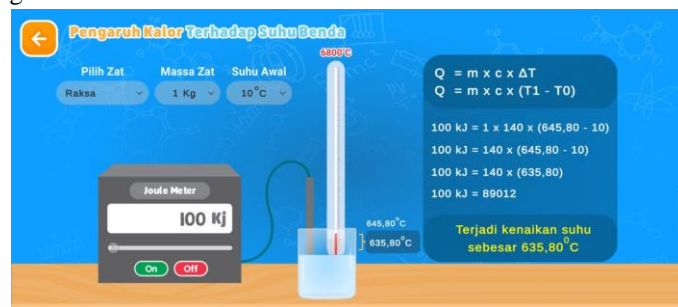 Pengaruh Kalor Terhadap Suhu Benda
Pilih Zat Massa Zat Suhu Awal
Raksa 1 Kg 10°C
6800°C
Joule Meter
100 Kj
On Off
645,80°C
635,80°C
Q = m x c x ΔT
Q = m x c x (T1 - T0)
100 kJ = 1 x 140 x (645,80 - 10)
100 kJ = 140 x (645,80 - 10)
100 kJ = 140 x (635,80)
100 kJ = 89012
Terjadi kenaikan suhu
sebesar 635,80°C